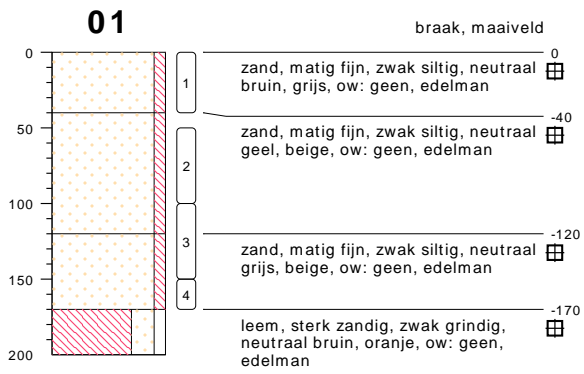 01
braak, maaiveld
0
50
100
150
200
1
2
3
4
0
zand, matig fijn, zwak siltig, neutraal
bruin, grijs, ow: geen, edelman
-40
zand, matig fijn, zwak siltig, neutraal
geel, beige, ow: geen, edelman
-120
zand, matig fijn, zwak siltig, neutraal
grijs, beige, ow: geen, edelman
-170
leem, sterk zandig, zwak grindig,
neutraal bruin, oranje, ow: geen,
edelman